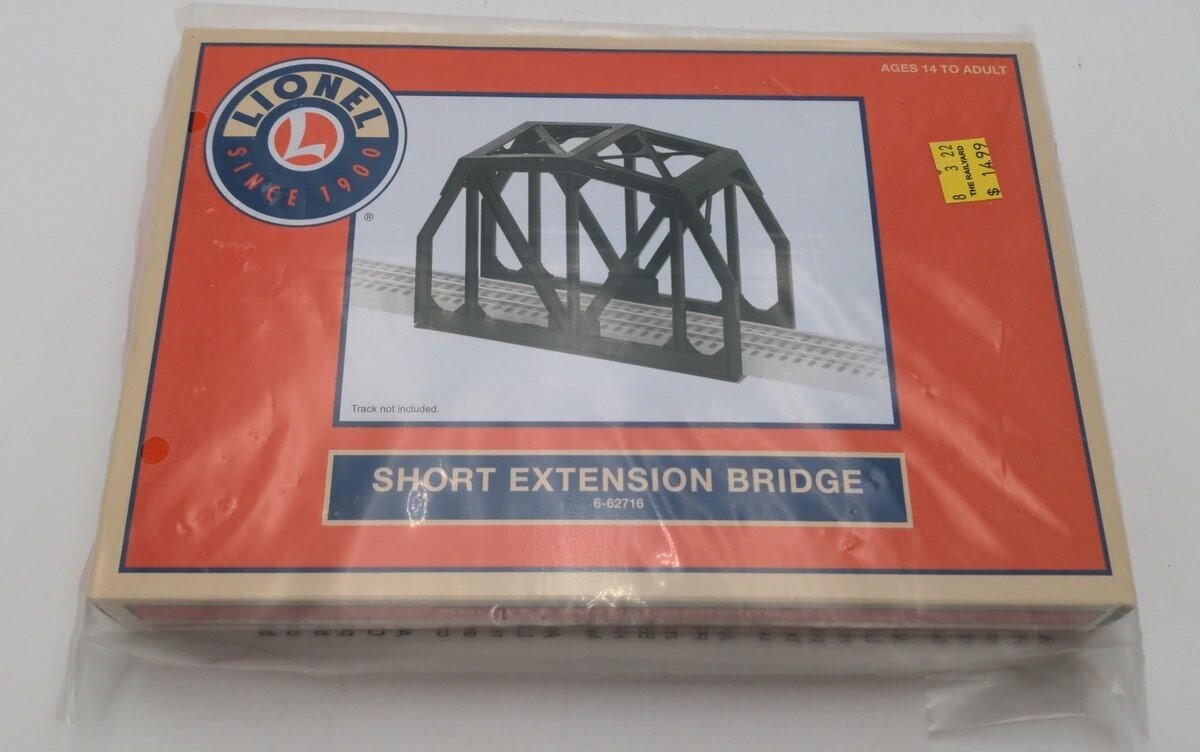 LIONEL
L
SINCE 1900
®
AGES 14 TO ADULT
8 3 22
THE RAILYARD
$ 14.99
Track not included.
SHORT EXTENSION BRIDGE
6-62716